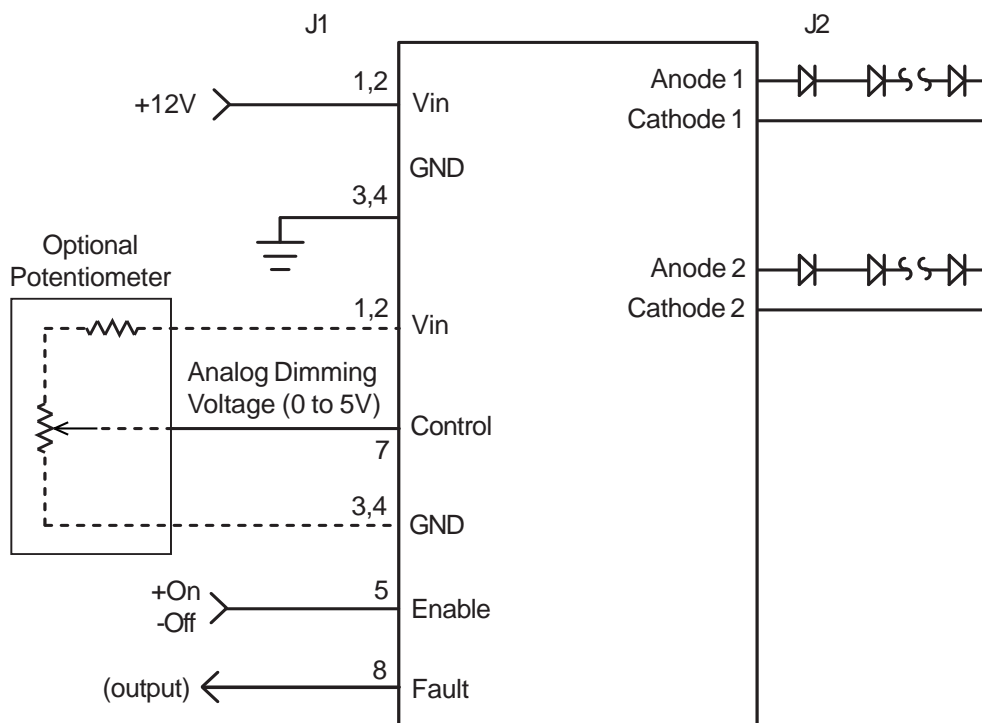 J1
J2
+12V
1,2
Vin
GND
3,4
Optional
Potentiometer
1,2
Vin
Analog Dimming
Voltage (0 to 5V)
Control
7
3,4
GND
+On
-Off
5
Enable
(output)
8
Fault
Anode 1
Cathode 1
Anode 2
Cathode 2